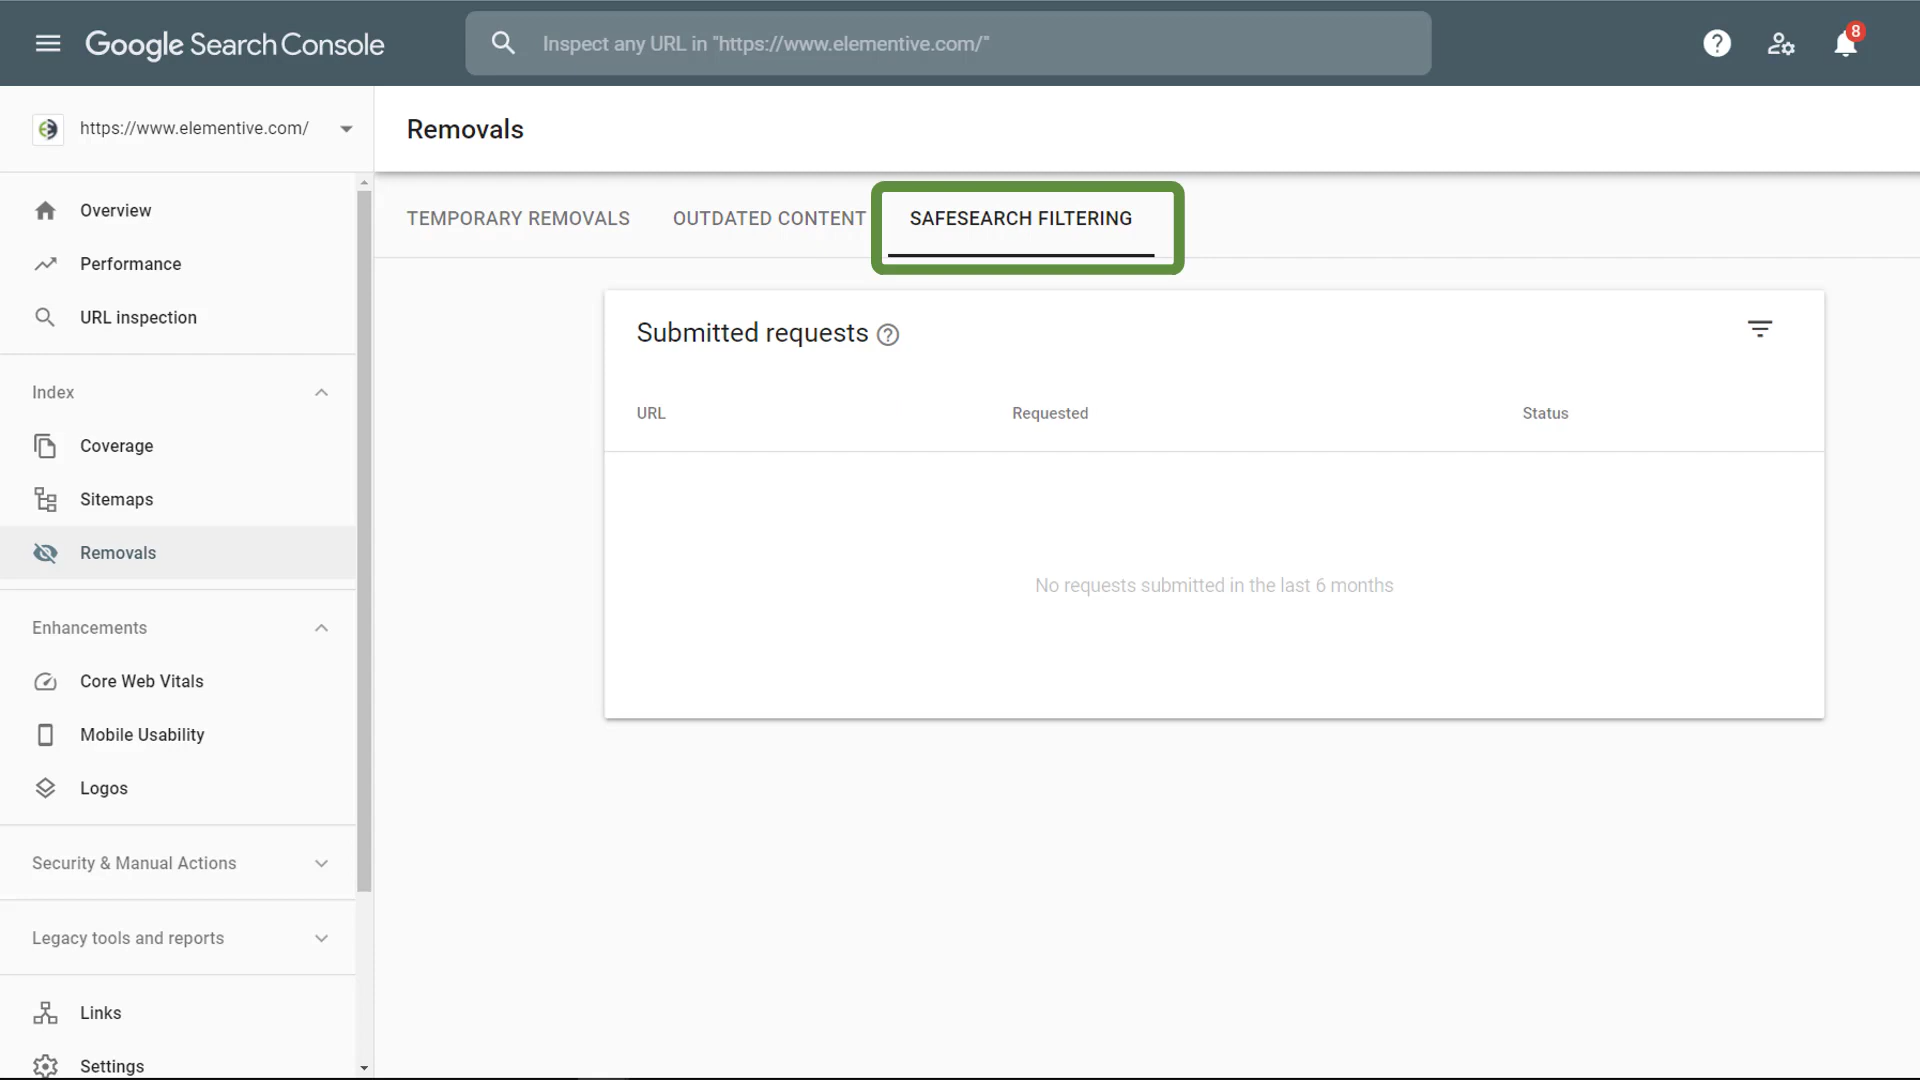 Google Search Console
Inspect any URL in "https://www.elementive.com/"
8
https://www.elementive.com/
Removals
Overview
Performance
URL inspection
Index
Coverage
Sitemaps
Removals
Enhancements
Core Web Vitals
Mobile Usability
Logos
Security & Manual Actions
Legacy tools and reports
Links
Settings
TEMPORARY REMOVALS OUTDATED CONTENT SAFESEARCH FILTERING
Submitted requests
URL Requested Status
No requests submitted in the last 6 months